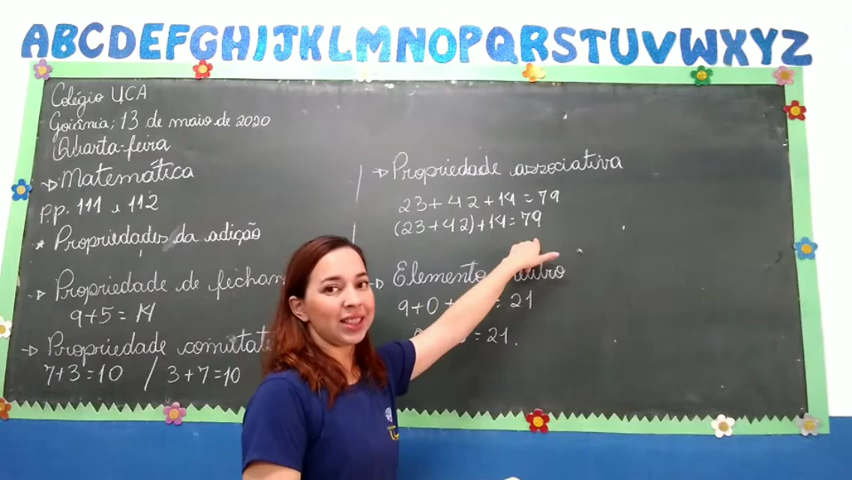 ABCDEFGHIJKLMNOPQRSTUVWXYZ
Colégio UCA
Goiânia, 13 de maio de 2020
Quarta-feira
Matemática
pp. 111 e 112
* Propriedades da adição
Propriedade de fecham
9+5=14
Propriedade comutat
7+3=10 / 3+7=10
Propriedade associativa
23+42+14=79
(23+42)+14=79
Elemento
9+0+ = 21
= 21.